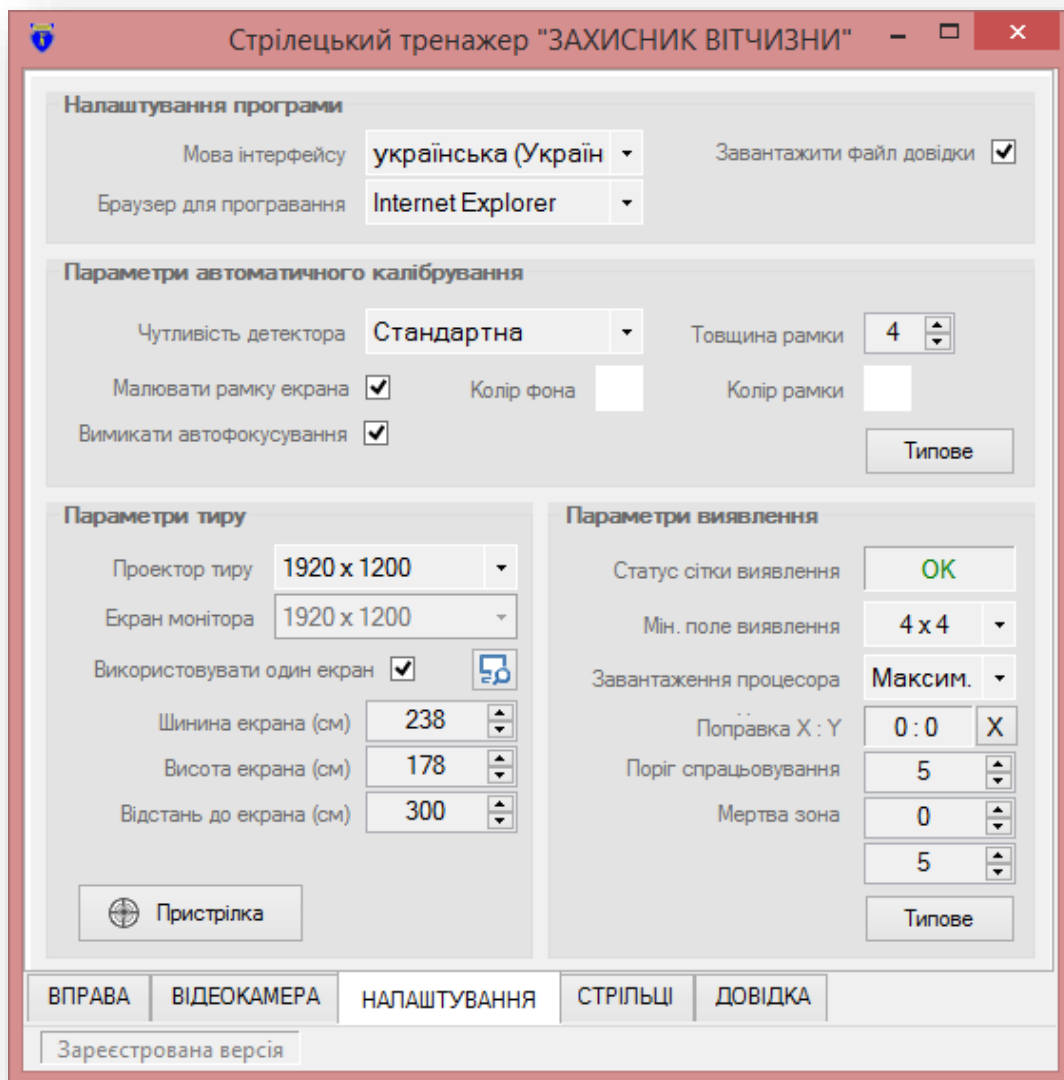 Стрілецький тренажер "ЗАХИСНИК ВІТЧИЗНИ"
Налаштування програми
Мова інтерфейсу українська (Україн Завантажити файл довідки
Браузер для програвання Internet Explorer
Параметри автоматичного калібрування
Чутливість детектора Стандартна Товщина рамки 4
Малювати рамку екрана Колір фона Колір рамки
Вимикати автофокусування
Типове
Параметри тиру
Проектор тиру 1920 x 1200
Екран монітора 1920 x 1200
Використовувати один екран
Шинина екрана (см) 238
Висота екрана (см) 178
Відстань до екрана (см) 300
Пристрілка
Параметри виявлення
Статус сітки виявлення OK
Мін. поле виявлення 4 x 4
Завантаження процесора Максим.
Поправка X : Y 0 : 0 X
Поріг спрацьовування 5
Мертва зона 0
5
Типове
ВПРАВА ВІДЕОКАМЕРА НАЛАШТУВАННЯ СТРІЛЬЦІ ДОВІДКА
Зареєстрована версія